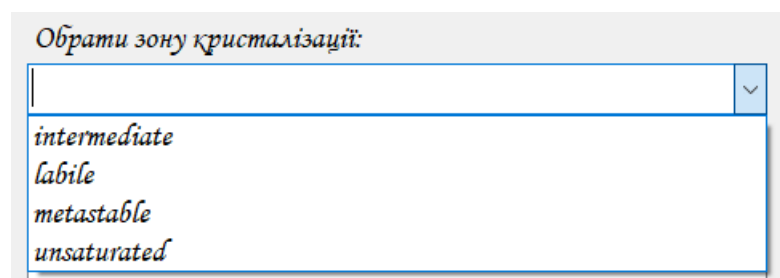 Обрати зону кристалізації:
intermediate
labile
metastable
unsaturated